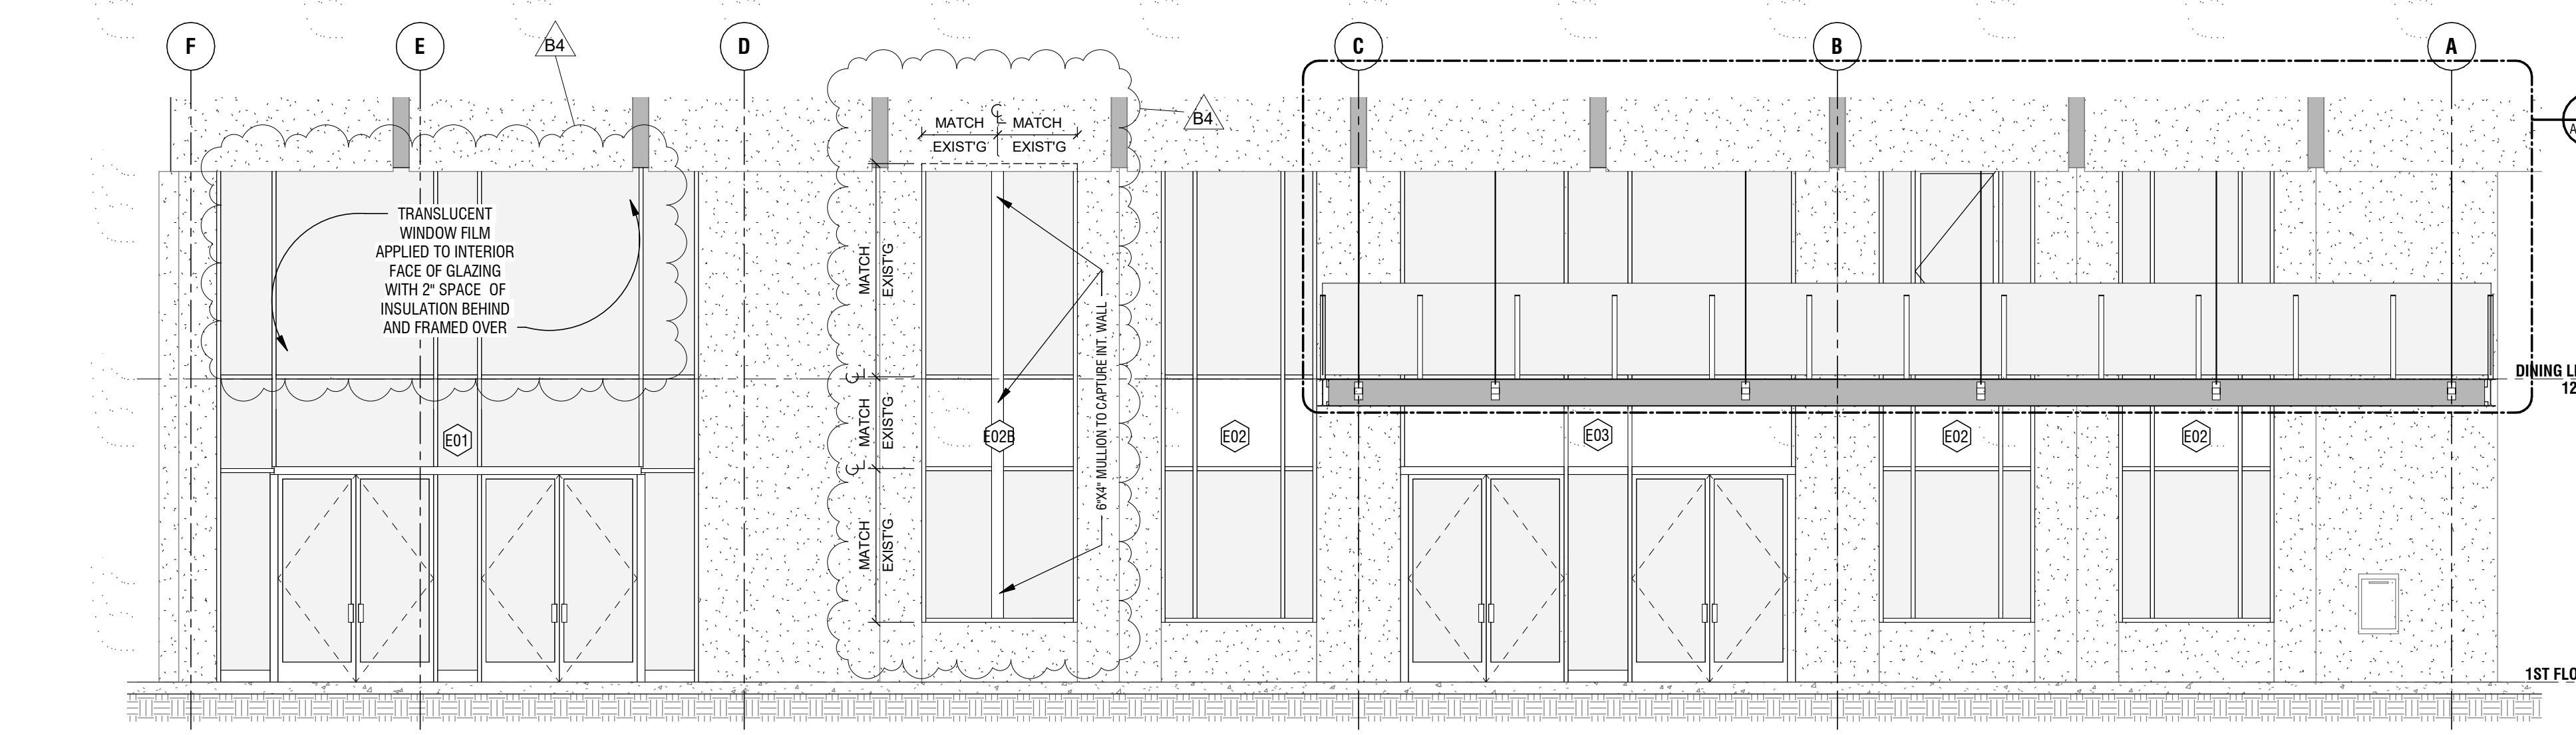 F
E
B4
D
C
B
A
B4
MATCH
EXIST'G
MATCH
EXIST'G
TRANSLUCENT
WINDOW FILM
APPLIED TO INTERIOR
FACE OF GLAZING
WITH 2" SPACE OF
INSULATION BEHIND
AND FRAMED OVER
MATCH
EXIST'G
MATCH
EXIST'G
MATCH
EXIST'G
6"X4" MULLION TO CAPTURE INT. WALL
E01
E02B
E02
E03
E02
E02
DINING
12
1ST